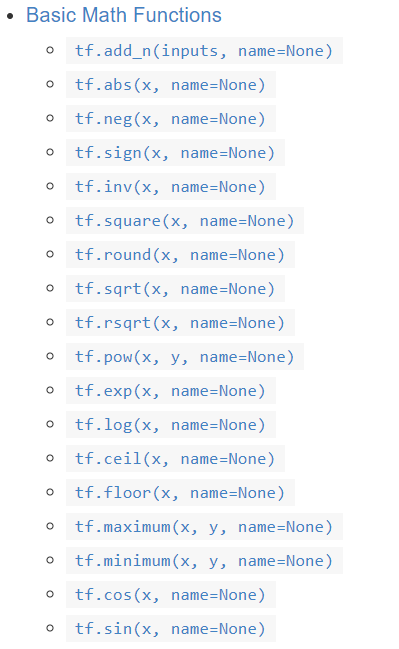 Basic Math Functions
tf.add_n(inputs, name=None)
tf.abs(x, name=None)
tf.neg(x, name=None)
tf.sign(x, name=None)
tf.inv(x, name=None)
tf.square(x, name=None)
tf.round(x, name=None)
tf.sqrt(x, name=None)
tf.rsqrt(x, name=None)
tf.pow(x, y, name=None)
tf.exp(x, name=None)
tf.log(x, name=None)
tf.ceil(x, name=None)
tf.floor(x, name=None)
tf.maximum(x, y, name=None)
tf.minimum(x, y, name=None)
tf.cos(x, name=None)
tf.sin(x, name=None)